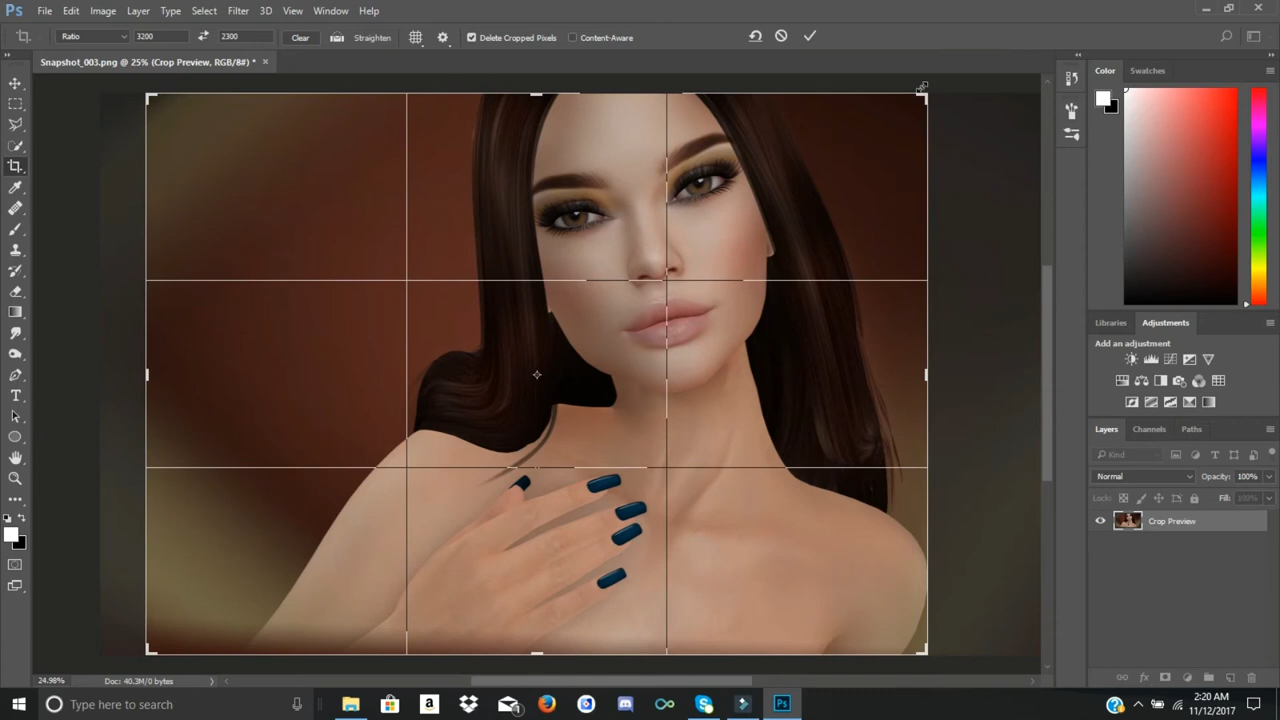 Ps File Edit Image Layer Type Select Filter 3D View Window Help
Ratio 3200 2300 Clear Straighten Delete Cropped Pixels Content-Aware
Snapshot_003.png @ 25% (Crop Preview, RGB/8#) * ×
Color Swatches
Libraries Adjustments
Add an adjustment
Layers Channels Paths
Kind
Normal Opacity: 100%
Lock: Fill: 100%
Crop Preview
fx
24.98% Doc: 40.3M/0 bytes
Type here to search
a
1
Ps
2:20 AM
11/12/2017